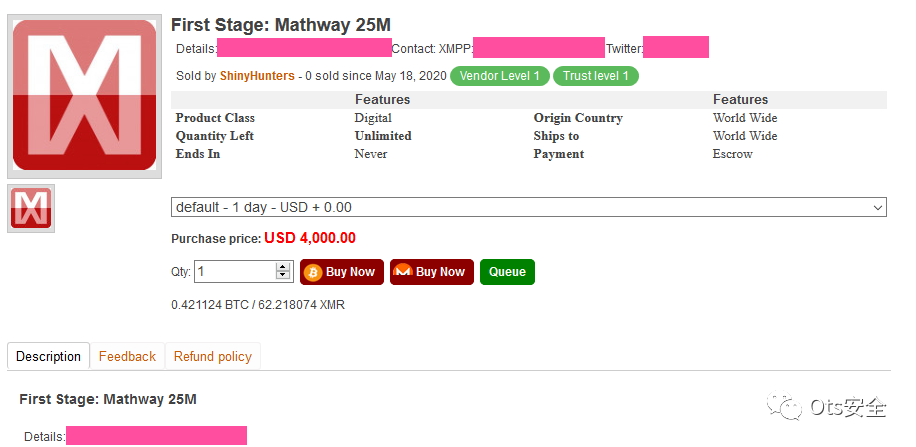 First Stage: Mathway 25M
Details: Contact: XMPP: Twitter:
Sold by ShinyHunters - 0 sold since May 18, 2020 Vendor Level 1 Trust level 1
Features Features
Product Class Digital Origin Country World Wide
Quantity Left Unlimited Ships to World Wide
Ends In Never Payment Escrow
default - 1 day - USD + 0.00
Purchase price: USD 4,000.00
Qty: 1 Buy Now Buy Now Queue
0.421124 BTC / 62.218074 XMR
Description Feedback Refund policy
First Stage: Mathway 25M
Details:
Ots安全